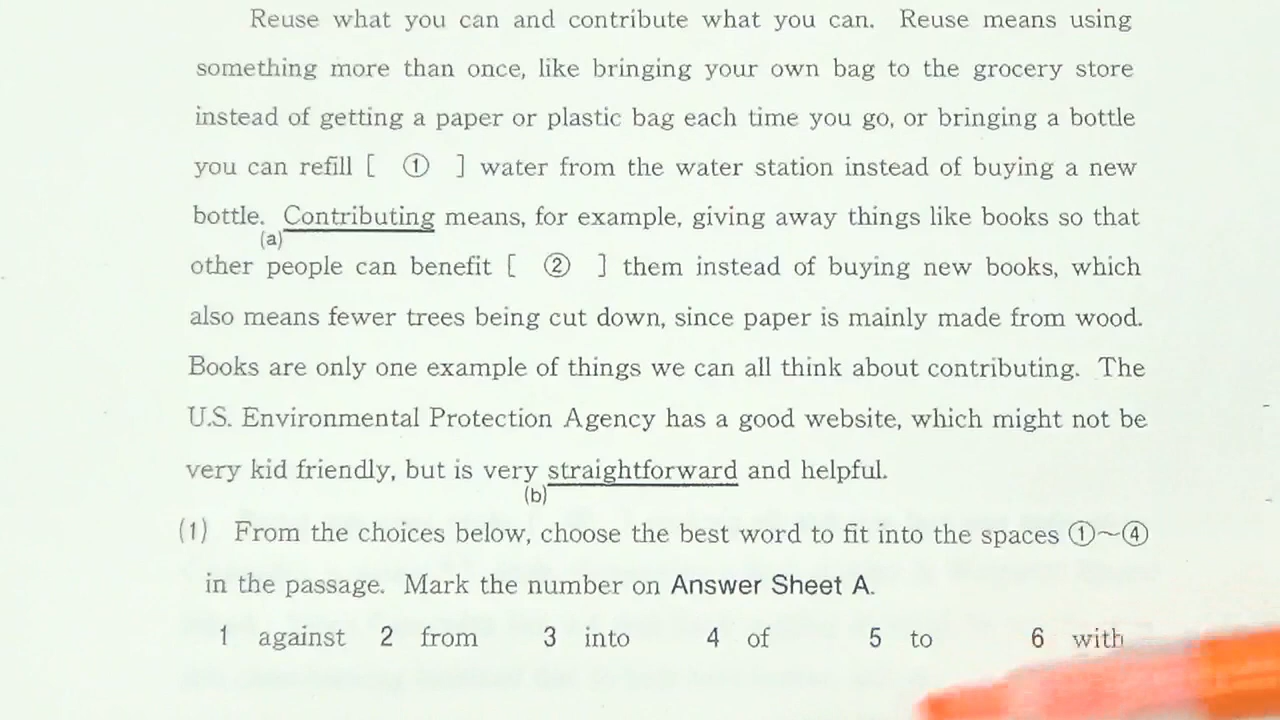 Reuse what you can and contribute what you can. Reuse means using
something more than once, like bringing your own bag to the grocery store
instead of getting a paper or plastic bag each time you go, or bringing a bottle
you can refill [ ① ] water from the water station instead of buying a new
bottle. Contributing means, for example, giving away things like books so that
(a)
other people can benefit [ ② ] them instead of buying new books, which
also means fewer trees being cut down, since paper is mainly made from wood.
Books are only one example of things we can all think about contributing. The
U.S. Environmental Protection Agency has a good website, which might not be
very kid friendly, but is very straightforward and helpful.
(b)
(1) From the choices below, choose the best word to fit into the spaces ①~④
in the passage. Mark the number on Answer Sheet A.
1 against 2 from 3 into 4 of 5 to 6 with